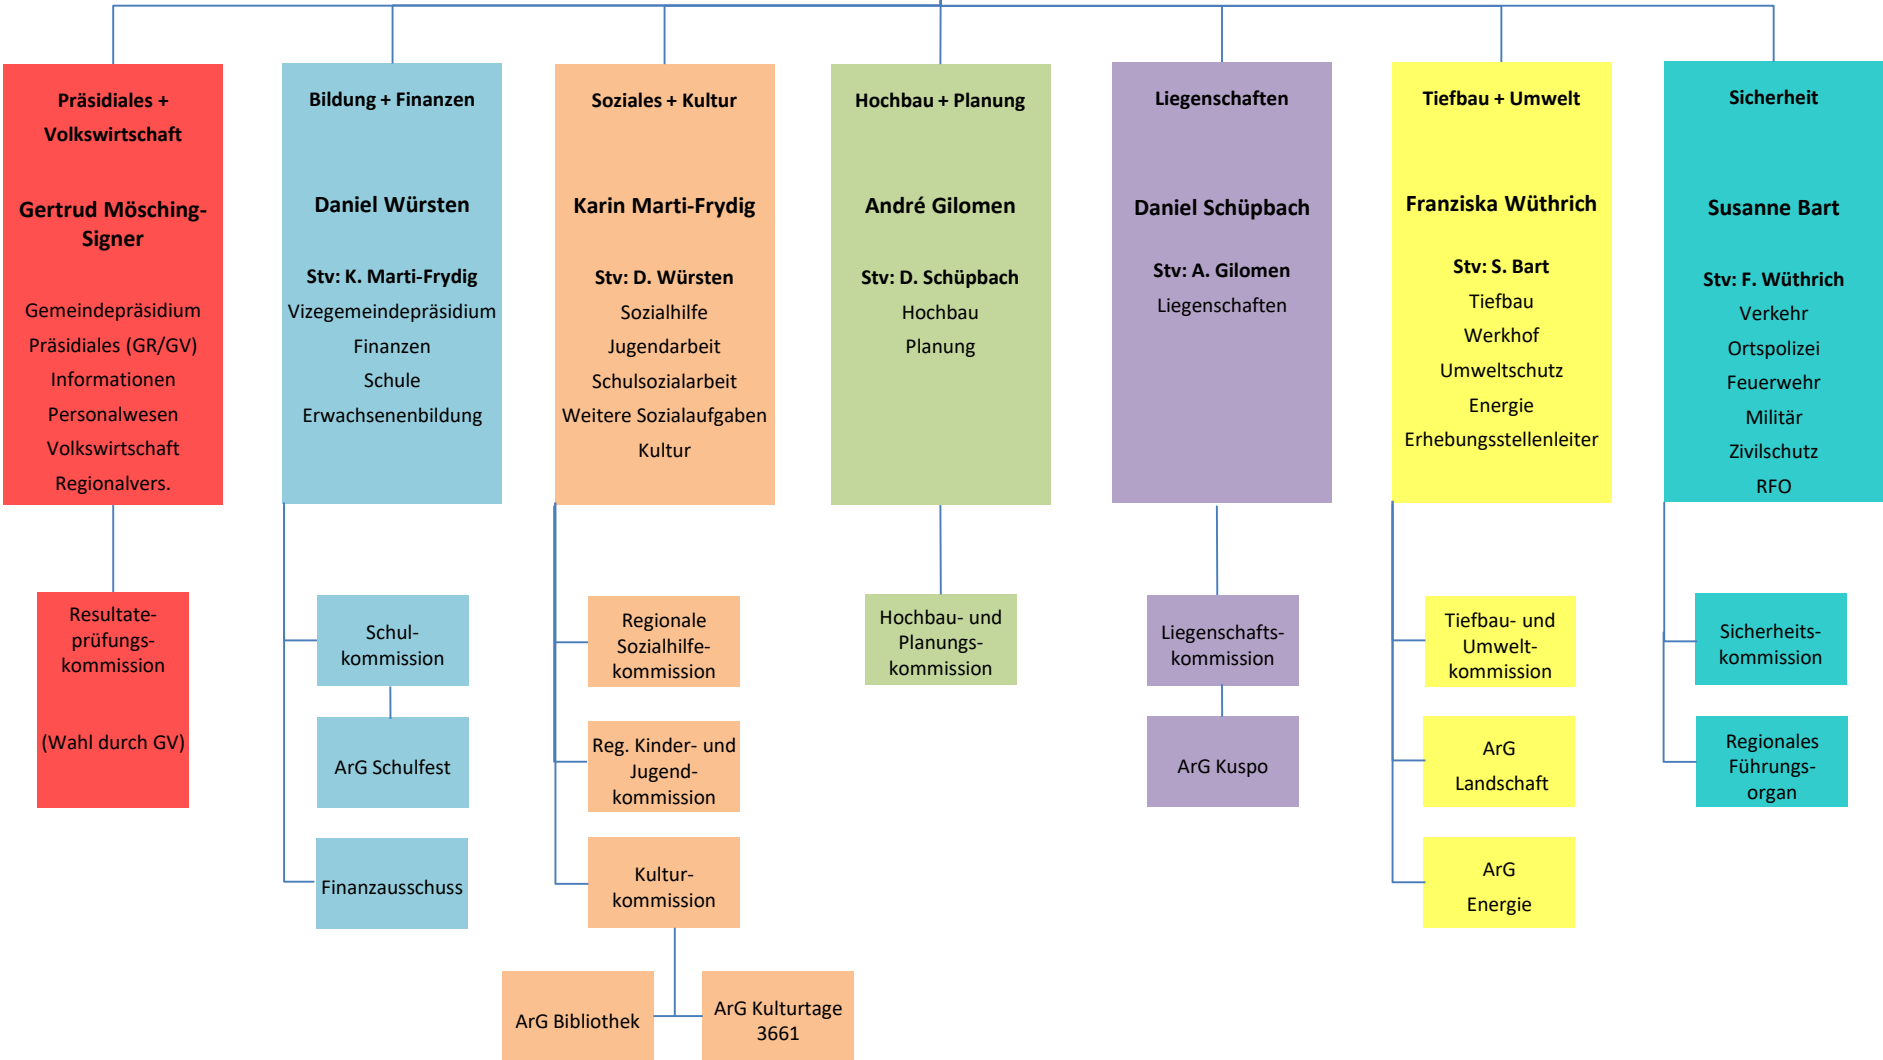 Präsidiales +
Volkswirtschaft
Gertrud Mösching-
Signer
Gemeindepräsidium
Präsidiales (GR/GV)
Informationen
Personalwesen
Volkswirtschaft
Regionalvers.
Resultate-
prüfungs-
kommission
(Wahl durch GV)
Bildung + Finanzen
Daniel Würsten
Stv: K. Marti-Frydig
Vizegemeindepräsidium
Finanzen
Schule
Erwachsenenbildung
Schul-
kommission
ArG Schulfest
Finanzausschuss
Soziales + Kultur
Karin Marti-Frydig
Stv: D. Würsten
Sozialhilfe
Jugendarbeit
Schulsozialarbeit
Weitere Sozialaufgaben
Kultur
Regionale
Sozialhilfe-
kommission
Reg. Kinder- und
Jugend-
kommission
Kultur-
kommission
ArG Bibliothek
ArG Kulturtage
3661
Hochbau + Planung
André Gilomen
Stv: D. Schüpbach
Hochbau
Planung
Hochbau- und
Planungs-
kommission
Liegenschaften
Daniel Schüpbach
Stv: A. Gilomen
Liegenschaften
Liegenschafts-
kommission
ArG Kuspo
Tiefbau + Umwelt
Franziska Wüthrich
Stv: S. Bart
Tiefbau
Werkhof
Umweltschutz
Energie
Erhebungsstellenleiter
Tiefbau- und
Umwelt-
kommission
ArG
Landschaft
ArG
Energie
Sicherheit
Susanne Bart
Stv: F. Wüthrich
Verkehr
Ortspolizei
Feuerwehr
Militär
Zivilschutz
RFO
Sicherheits-
kommission
Regionales
Führungs-
organ